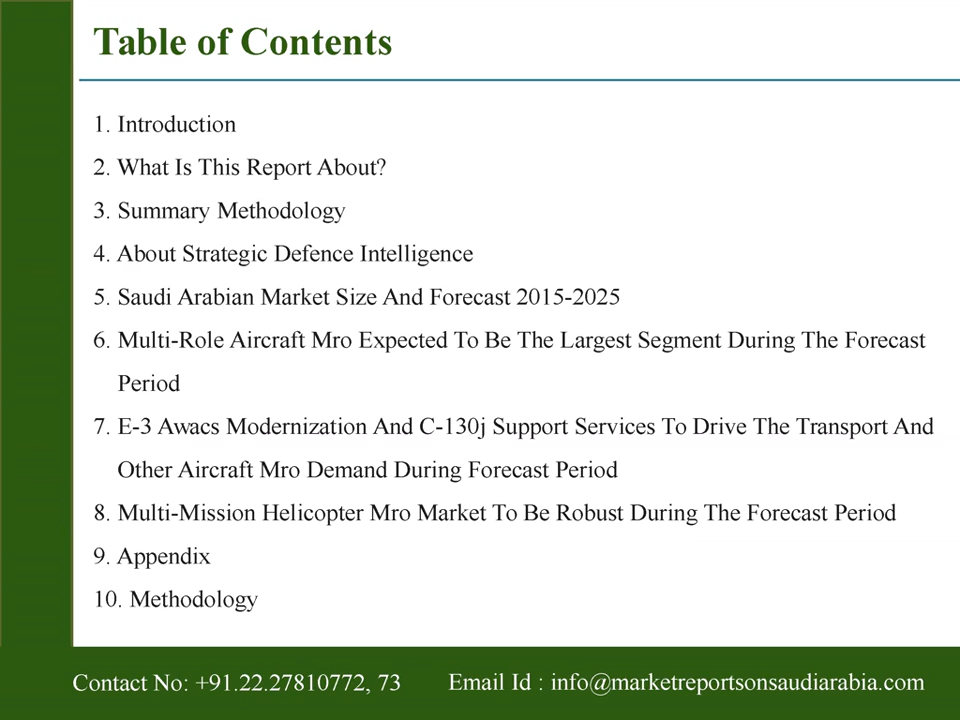 Table of Contents
1. Introduction
2. What Is This Report About?
3. Summary Methodology
4. About Strategic Defence Intelligence
5. Saudi Arabian Market Size And Forecast 2015-2025
6. Multi-Role Aircraft Mro Expected To Be The Largest Segment During The Forecast
Period
7. E-3 Awacs Modernization And C-130j Support Services To Drive The Transport And
Other Aircraft Mro Demand During Forecast Period
8. Multi-Mission Helicopter Mro Market To Be Robust During The Forecast Period
9. Appendix
10. Methodology
Contact No: +91.22.27810772, 73 Email Id : info@marketreportsonsaudiarabia.com